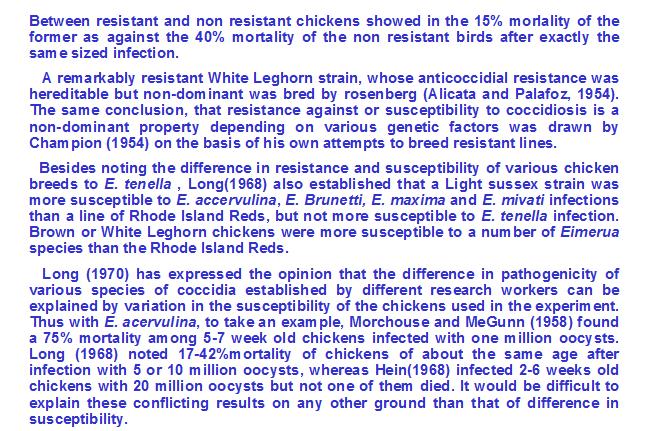 Between resistant and non resistant chickens showed in the 15% morlality of the
former as against the 40% mortality of the non resistant birds after exactly the
same sized infection.
A remarkably resistant White Leghorn strain, whose anticoccidial resistance was
hereditable but non-dominant was bred by rosenberg (Alicata and Palafoz, 1954).
The same conclusion, that resistance against or susceptibility to coccidiosis is a
non-dominant property depending on various genetic factors was drawn by
Champion (1954) on the basis of his own attempts to breed resistant lines.
Besides noting the difference in resistance and susceptibility of various chicken
breeds to E. tenella , Long(1968) also established that a Light sussex strain was
more susceptible to E. accervulina, E. Brunetti, E. maxima and E. mivati infections
than a line of Rhode Island Reds, but not more susceptible to E. tenella infection.
Brown or White Leghorn chickens were more susceptible to a number of Eimerua
species than the Rhode Island Reds.
Long (1970) has expressed the opinion that the difference in pathogenicity of
various species of coccidia established by different research workers can be
explained by variation in the susceptibility of the chickens used in the experiment.
Thus with E. acervulina, to take an example, Morchouse and MeGunn (1958) found
a 75% mortality among 5-7 week old chickens infected with one million oocysts.
Long (1968) noted 17-42%mortality of chickens of about the same age after
infection with 5 or 10 million oocysts, whereas Hein(1968) infected 2-6 weeks old
chickens with 20 million oocysts but not one of them died. It would be difficult to
explain these conflicting results on any other ground than that of difference in
susceptibility.